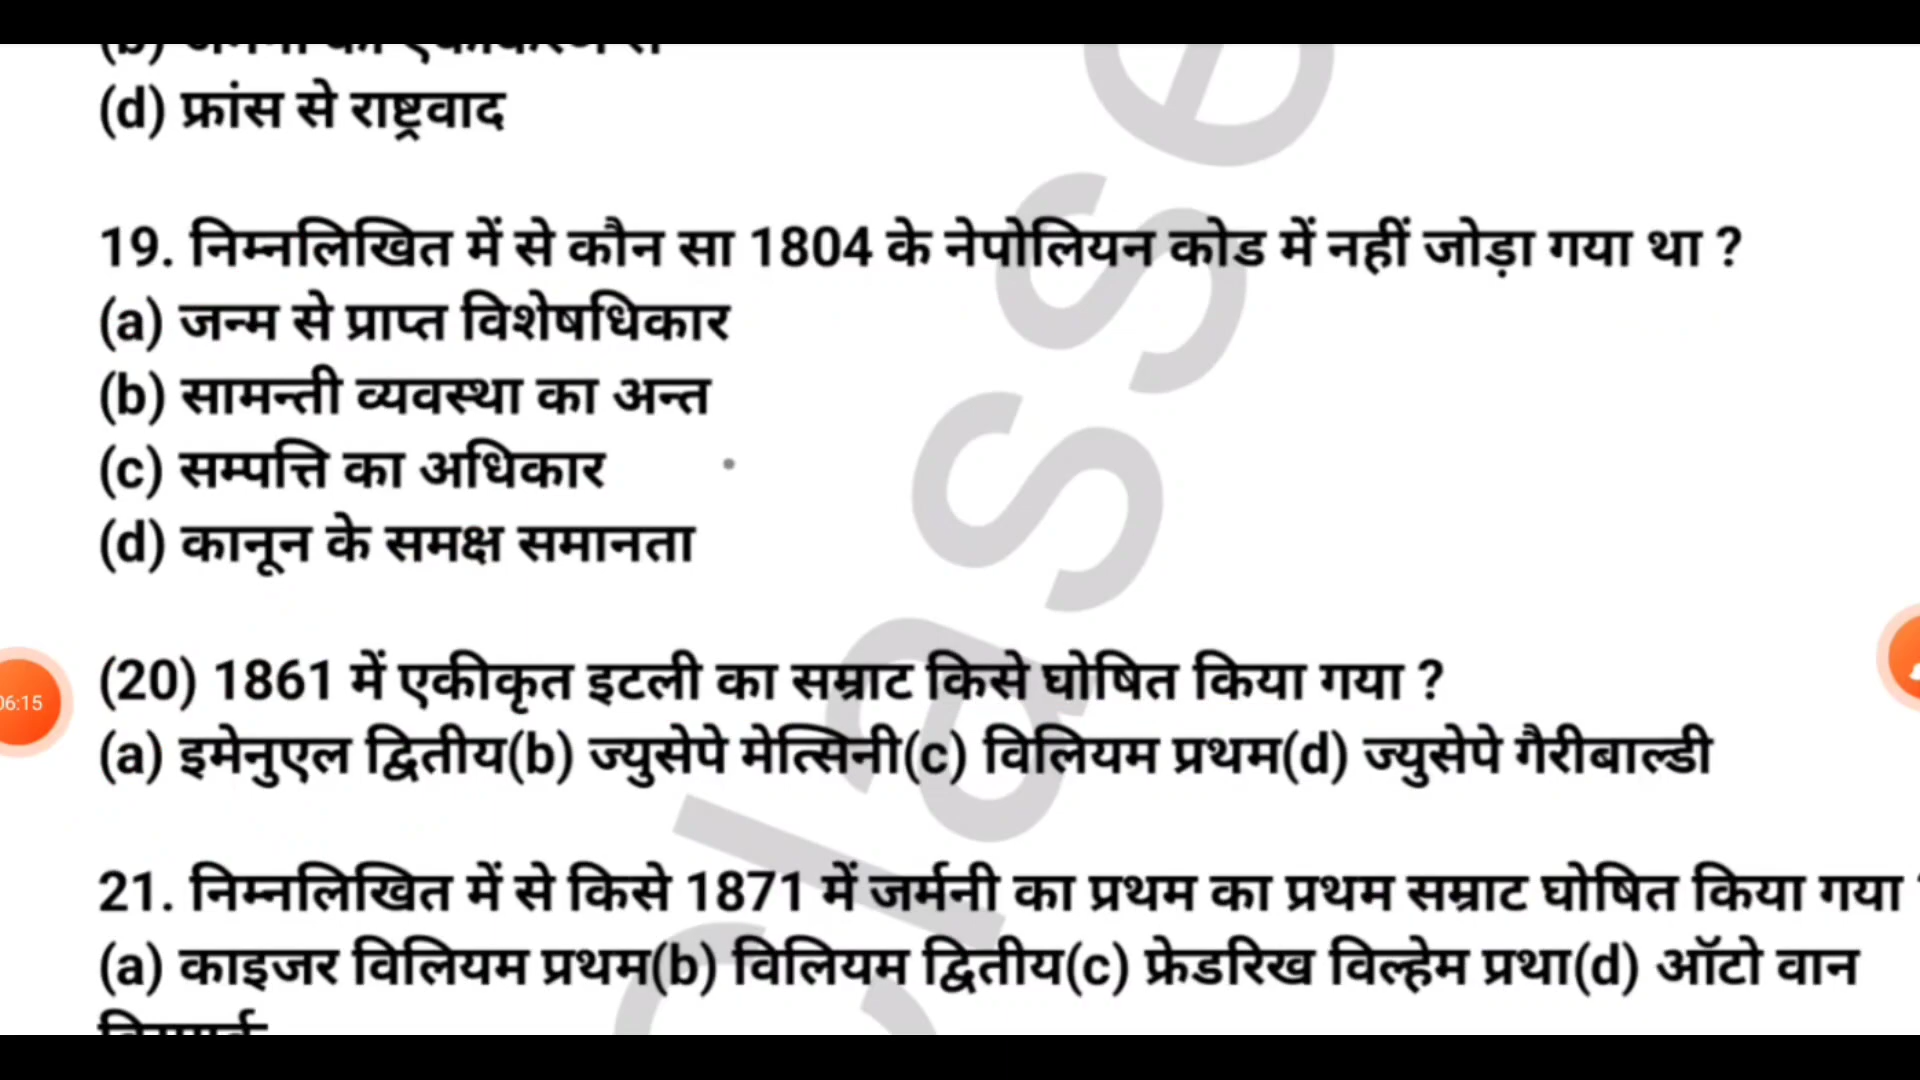 (d) फ्रांस से राष्ट्रवाद
19. निम्नलिखित में से कौन सा 1804 के नेपोलियन कोड में नहीं जोड़ा गया था ?
(a) जन्म से प्राप्त विशेषधिकार
(b) सामन्ती व्यवस्था का अन्त
(c) सम्पत्ति का अधिकार
(d) कानून के समक्ष समानता
(20) 1861 में एकीकृत इटली का सम्राट किसे घोषित किया गया ?
(a) इमेनुएल द्वितीय(b) ज्युसेपे मेत्सिनी(c) विलियम प्रथम(d) ज्युसेपे गैरीबाल्डी
06:15
21. निम्नलिखित में से किसे 1871 में जर्मनी का प्रथम का प्रथम सम्राट घोषित किया गया
(a) काइजर विलियम प्रथम(b) विलियम द्वितीय(c) फ्रेडरिख विल्हेम प्रथा(d) ऑटो वान
Classe